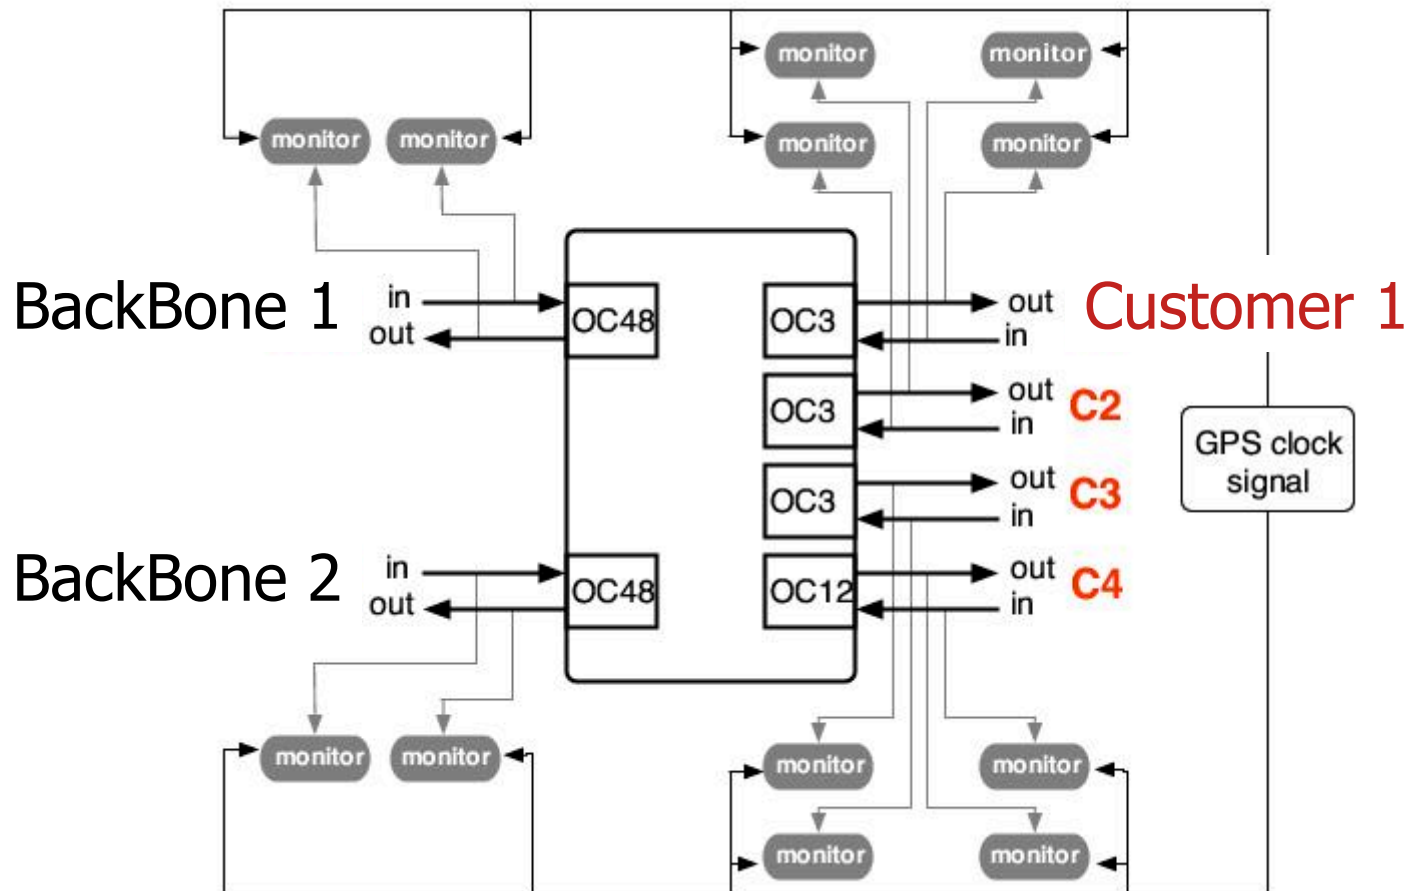 monitor
monitor
monitor
monitor
monitor
monitor
BackBone 1
in
out
OC48
OC3
out
in
Customer 1
OC3
out
in
C2
GPS clock
signal
OC3
out
in
C3
BackBone 2
in
out
OC48
OC12
out
in
C4
monitor
monitor
monitor
monitor
monitor
monitor